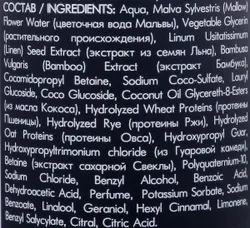 СОСТАВ / INGREDIENTS: Aqua, Malva Sylvestris (Mallow)
Flower Water (цветочная вода Мальвы), Vegetable Glycerin
(растительного происхождения), Linum Usitatissimum
(Linen) Seed Extract (экстракт из семян Льна), Bambus
Vulgaris (Bamboo) Extract (экстракт из Бамбука),
Cocamidopropyl Betaine, Sodium Coco-Sulfate, Lauryl
Glucoside, Coco Glucoside, Coconut Oil Glycereth-8-Esters
(из масла Кокоса), Hydrolyzed Wheat Proteins (протеины
Пшеницы), Hydrolyzed Rye (протеины Ржи), Hydrolyzed
Oat Proteins (протеины Овса), Hydroxypropyl Guar
Hydroxypropyltrimonium chloride (из Гуаровой камеди),
Betaine (экстракт сахарной Свеклы), Polyquaternium-10,
Sodium Chloride, Benzyl Alcohol, Benzoic Acid,
Dehydroacetic Acid, Perfume, Potassium Sorbate, Sodium
Benzoate, Linalool, Geraniol, Hexyl Cinnamal, Limonene,
Benzyl Salicylate, Citral, Citric Acid.